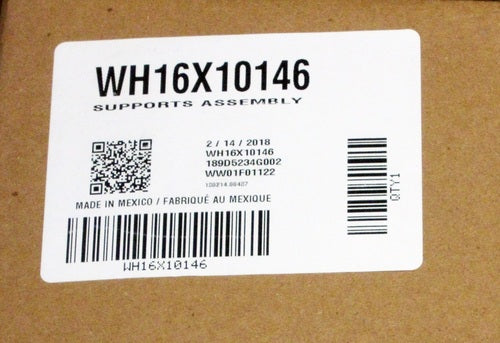 WH16X10146
SUPPORTS ASSEMBLY
2 / 14 / 2018
WH16X10146
189D5234G002
WW01F01122
MADE IN MEXICO / FABRIQUÉ AU MEXIQUE
WH16X10146
QTY1